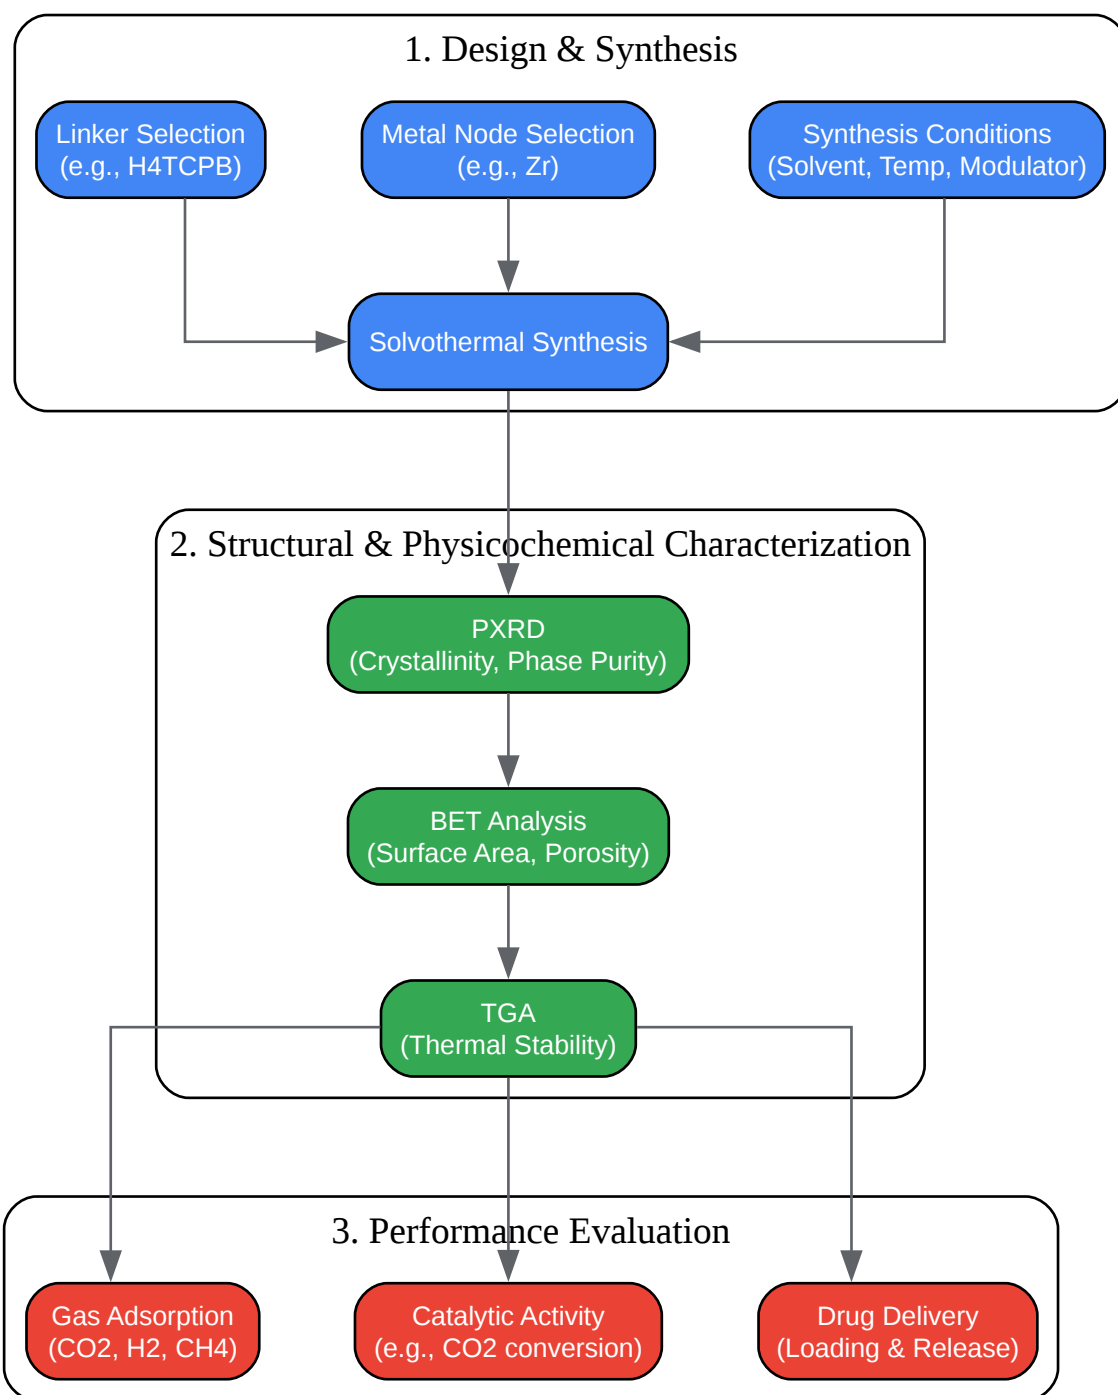 1. Design & Synthesis
Linker Selection
(e.g., H4TCPB)
Metal Node Selection
(e.g., Zr)
Synthesis Conditions
(Solvent, Temp, Modulator)
Solvothermal Synthesis
2. Structural & Physicochemical Characterization
PXRD
(Crystallinity, Phase Purity)
BET Analysis
(Surface Area, Porosity)
TGA
(Thermal Stability)
3. Performance Evaluation
Gas Adsorption
(CO2, H2, CH4)
Catalytic Activity
(e.g., CO2 conversion)
Drug Delivery
(Loading & Release)